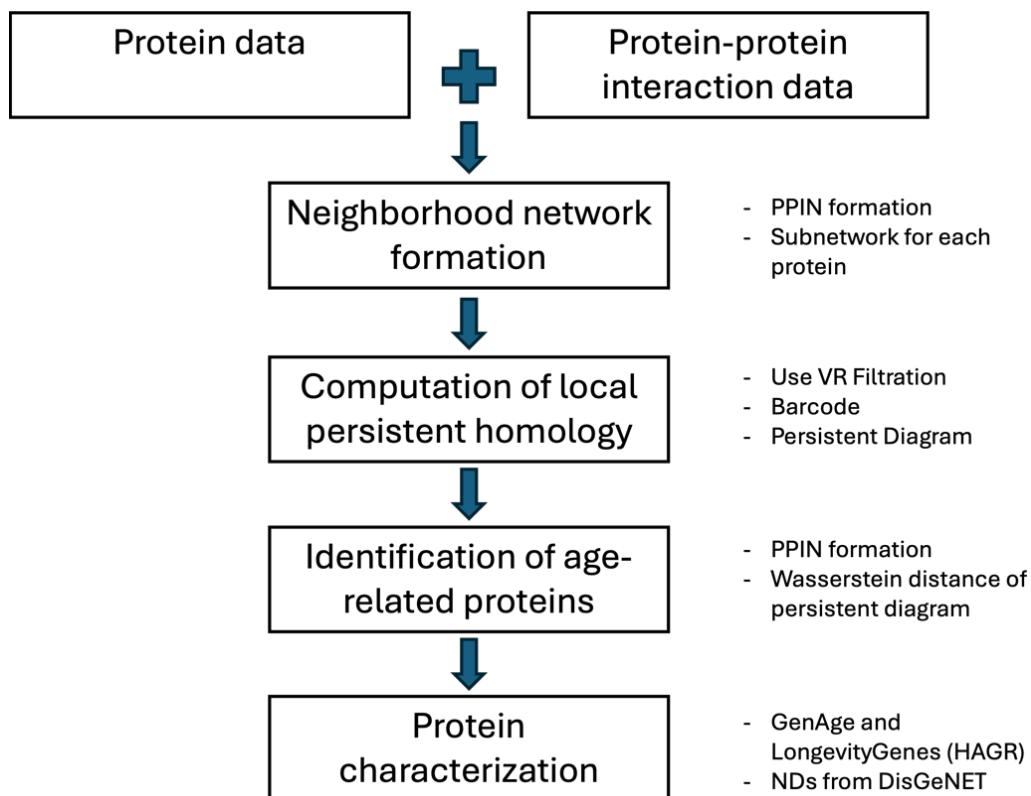 Protein data
Protein-protein
interaction data
Neighborhood network
formation
- PPIN formation
- Subnetwork for each
protein
Computation of local
persistent homology
- Use VR Filtration
- Barcode
- Persistent Diagram
Identification of age-
related proteins
- PPIN formation
- Wasserstein distance of
persistent diagram
Protein
characterization
- GenAge and
LongevityGenes (HAGR)
- NDs from DisGeNET